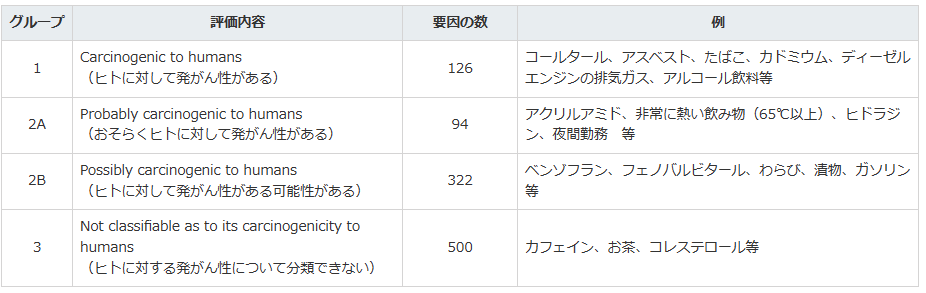 グループ 評価内容 要因の数 例
1 Carcinogenic to humans
（ヒトに対して発がん性がある） 126 コールタール、アスベスト、たばこ、カドミウム、ディーゼル
エンジンの排気ガス、アルコール飲料等
2A Probably carcinogenic to humans
（おそらくヒトに対して発がん性がある） 94 アクリルアミド、非常に熱い飲み物（65℃以上）、ヒドラジ
ン、夜間勤務　等
2B Possibly carcinogenic to humans
（ヒトに対して発がん性がある可能性がある） 322 ベンゾフラン、フェノバルビタール、わらび、漬物、ガソリン
等
3 Not classifiable as to its carcinogenicity to
humans
（ヒトに対する発がん性について分類できない） 500 カフェイン、お茶、コレステロール等